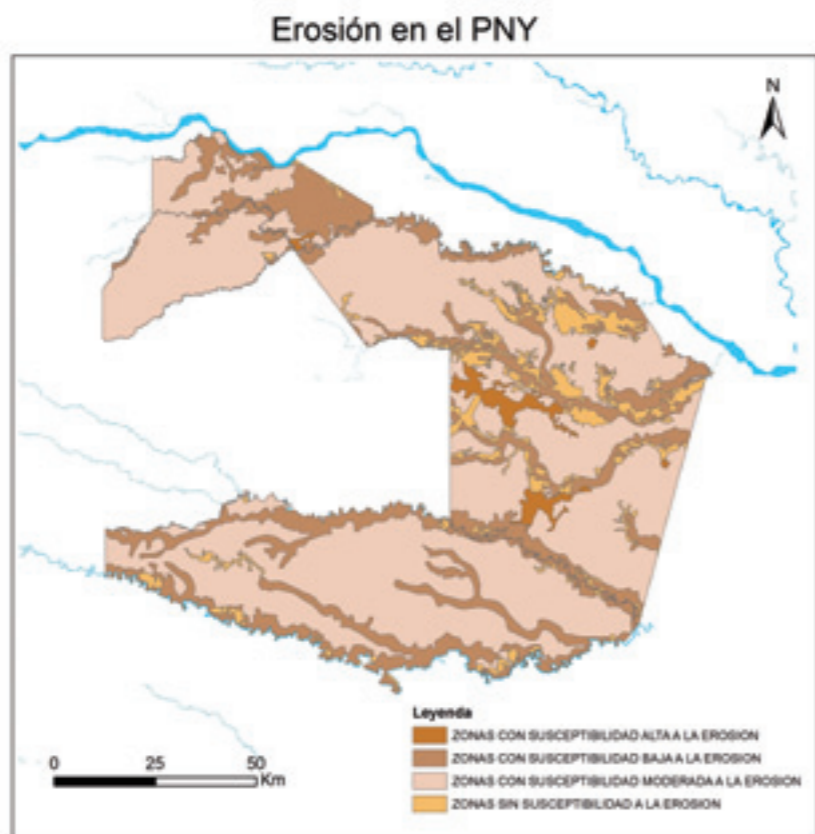 Erosión en el PNY
N
Leyenda
ZONAS CON SUSCEPTIBILIDAD ALTA A LA EROSION
ZONAS CON SUSCEPTIBILIDAD BAJA A LA EROSION
ZONAS CON SUSCEPTIBILIDAD MODERADA A LA EROSION
ZONAS SIN SUSCEPTIBILIDAD A LA EROSION
0 25 50
Km